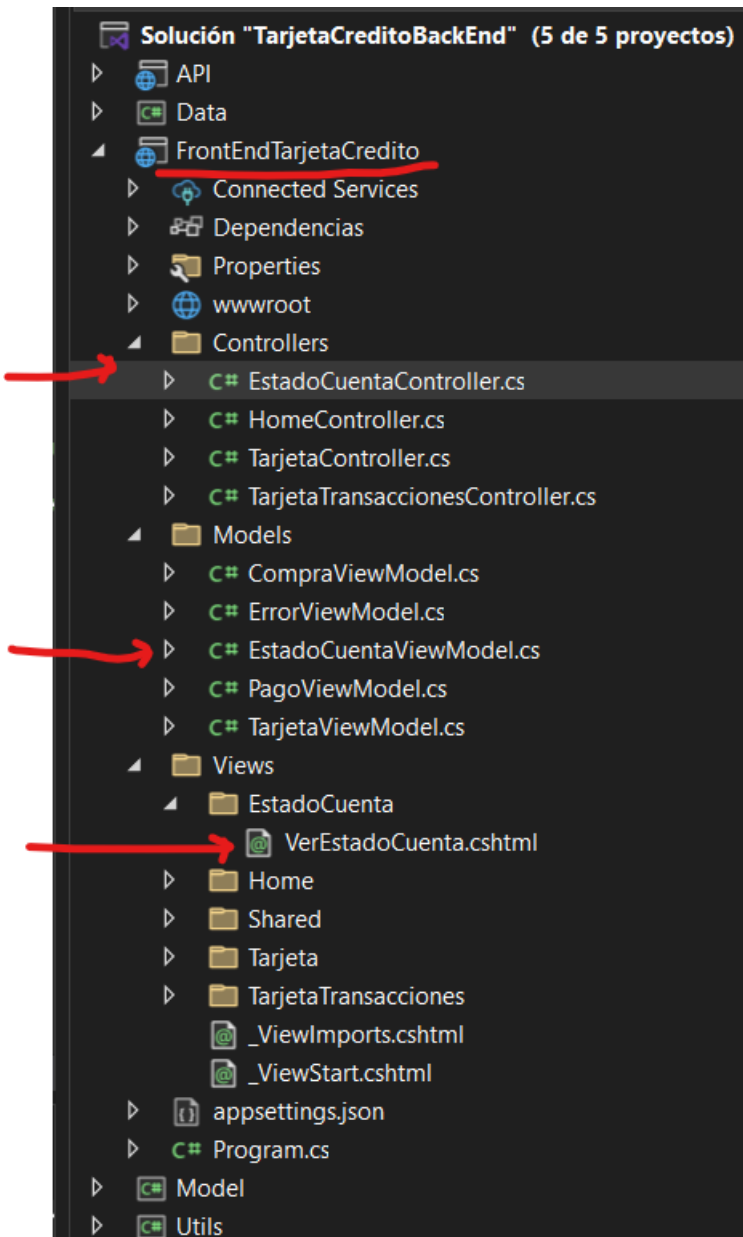 Solución "TarjetaCreditoBackEnd" (5 de 5 proyectos)
API
C# Data
FrontEndTarjetaCredito
Connected Services
Dependencias
Properties
wwwroot
Controllers
C# EstadoCuentaController.cs
C# HomeController.cs
C# TarjetaController.cs
C# TarjetaTransaccionesController.cs
Models
C# CompraViewModel.cs
C# ErrorViewModel.cs
C# EstadoCuentaViewModel.cs
C# PagoViewModel.cs
C# TarjetaViewModel.cs
Views
EstadoCuenta
@ VerEstadoCuenta.cshtml
Home
Shared
Tarjeta
TarjetaTransacciones
@ _ViewImports.cshtml
@ _ViewStart.cshtml
appsettings.json
C# Program.cs
C# Model
C# Utils